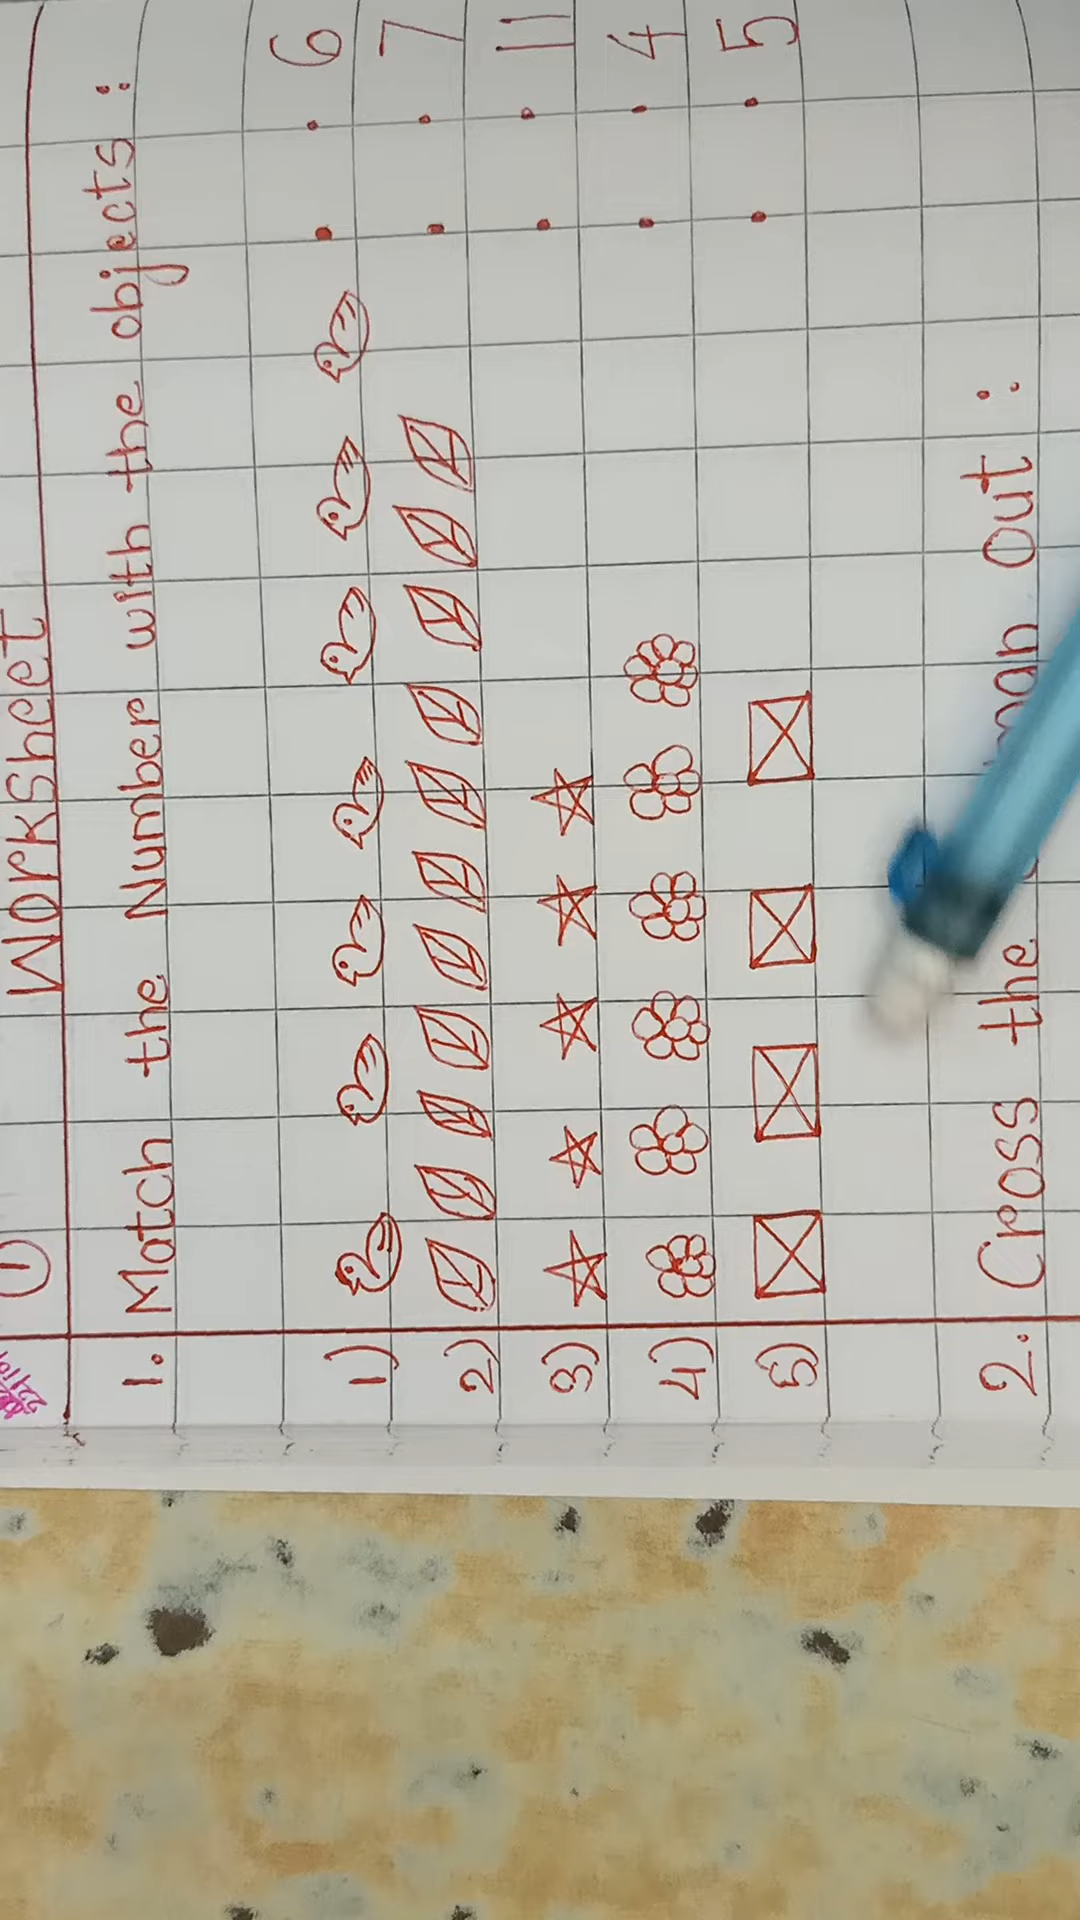 Worksheet
①
1. Match the Number with the objects :
1) 6
2) 7
3) 11
4) 4
5) 5
2. Cross the Out :